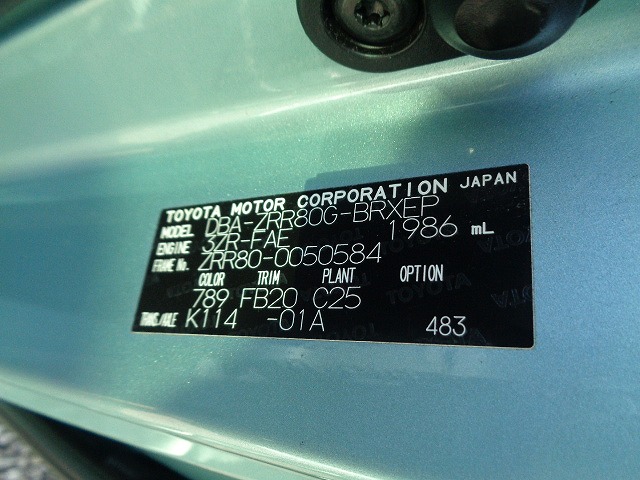 TOYOTA MOTOR CORPORATION JAPAN
MODEL DBA-ZRR80G-BRXEP
ENGINE 3ZR-FAE 1986 mL
FRAME No. ZRR80-0050584
COLOR TRIM PLANT OPTION
789 FB20 C25
TRANS/AXLE K114 -01A 483